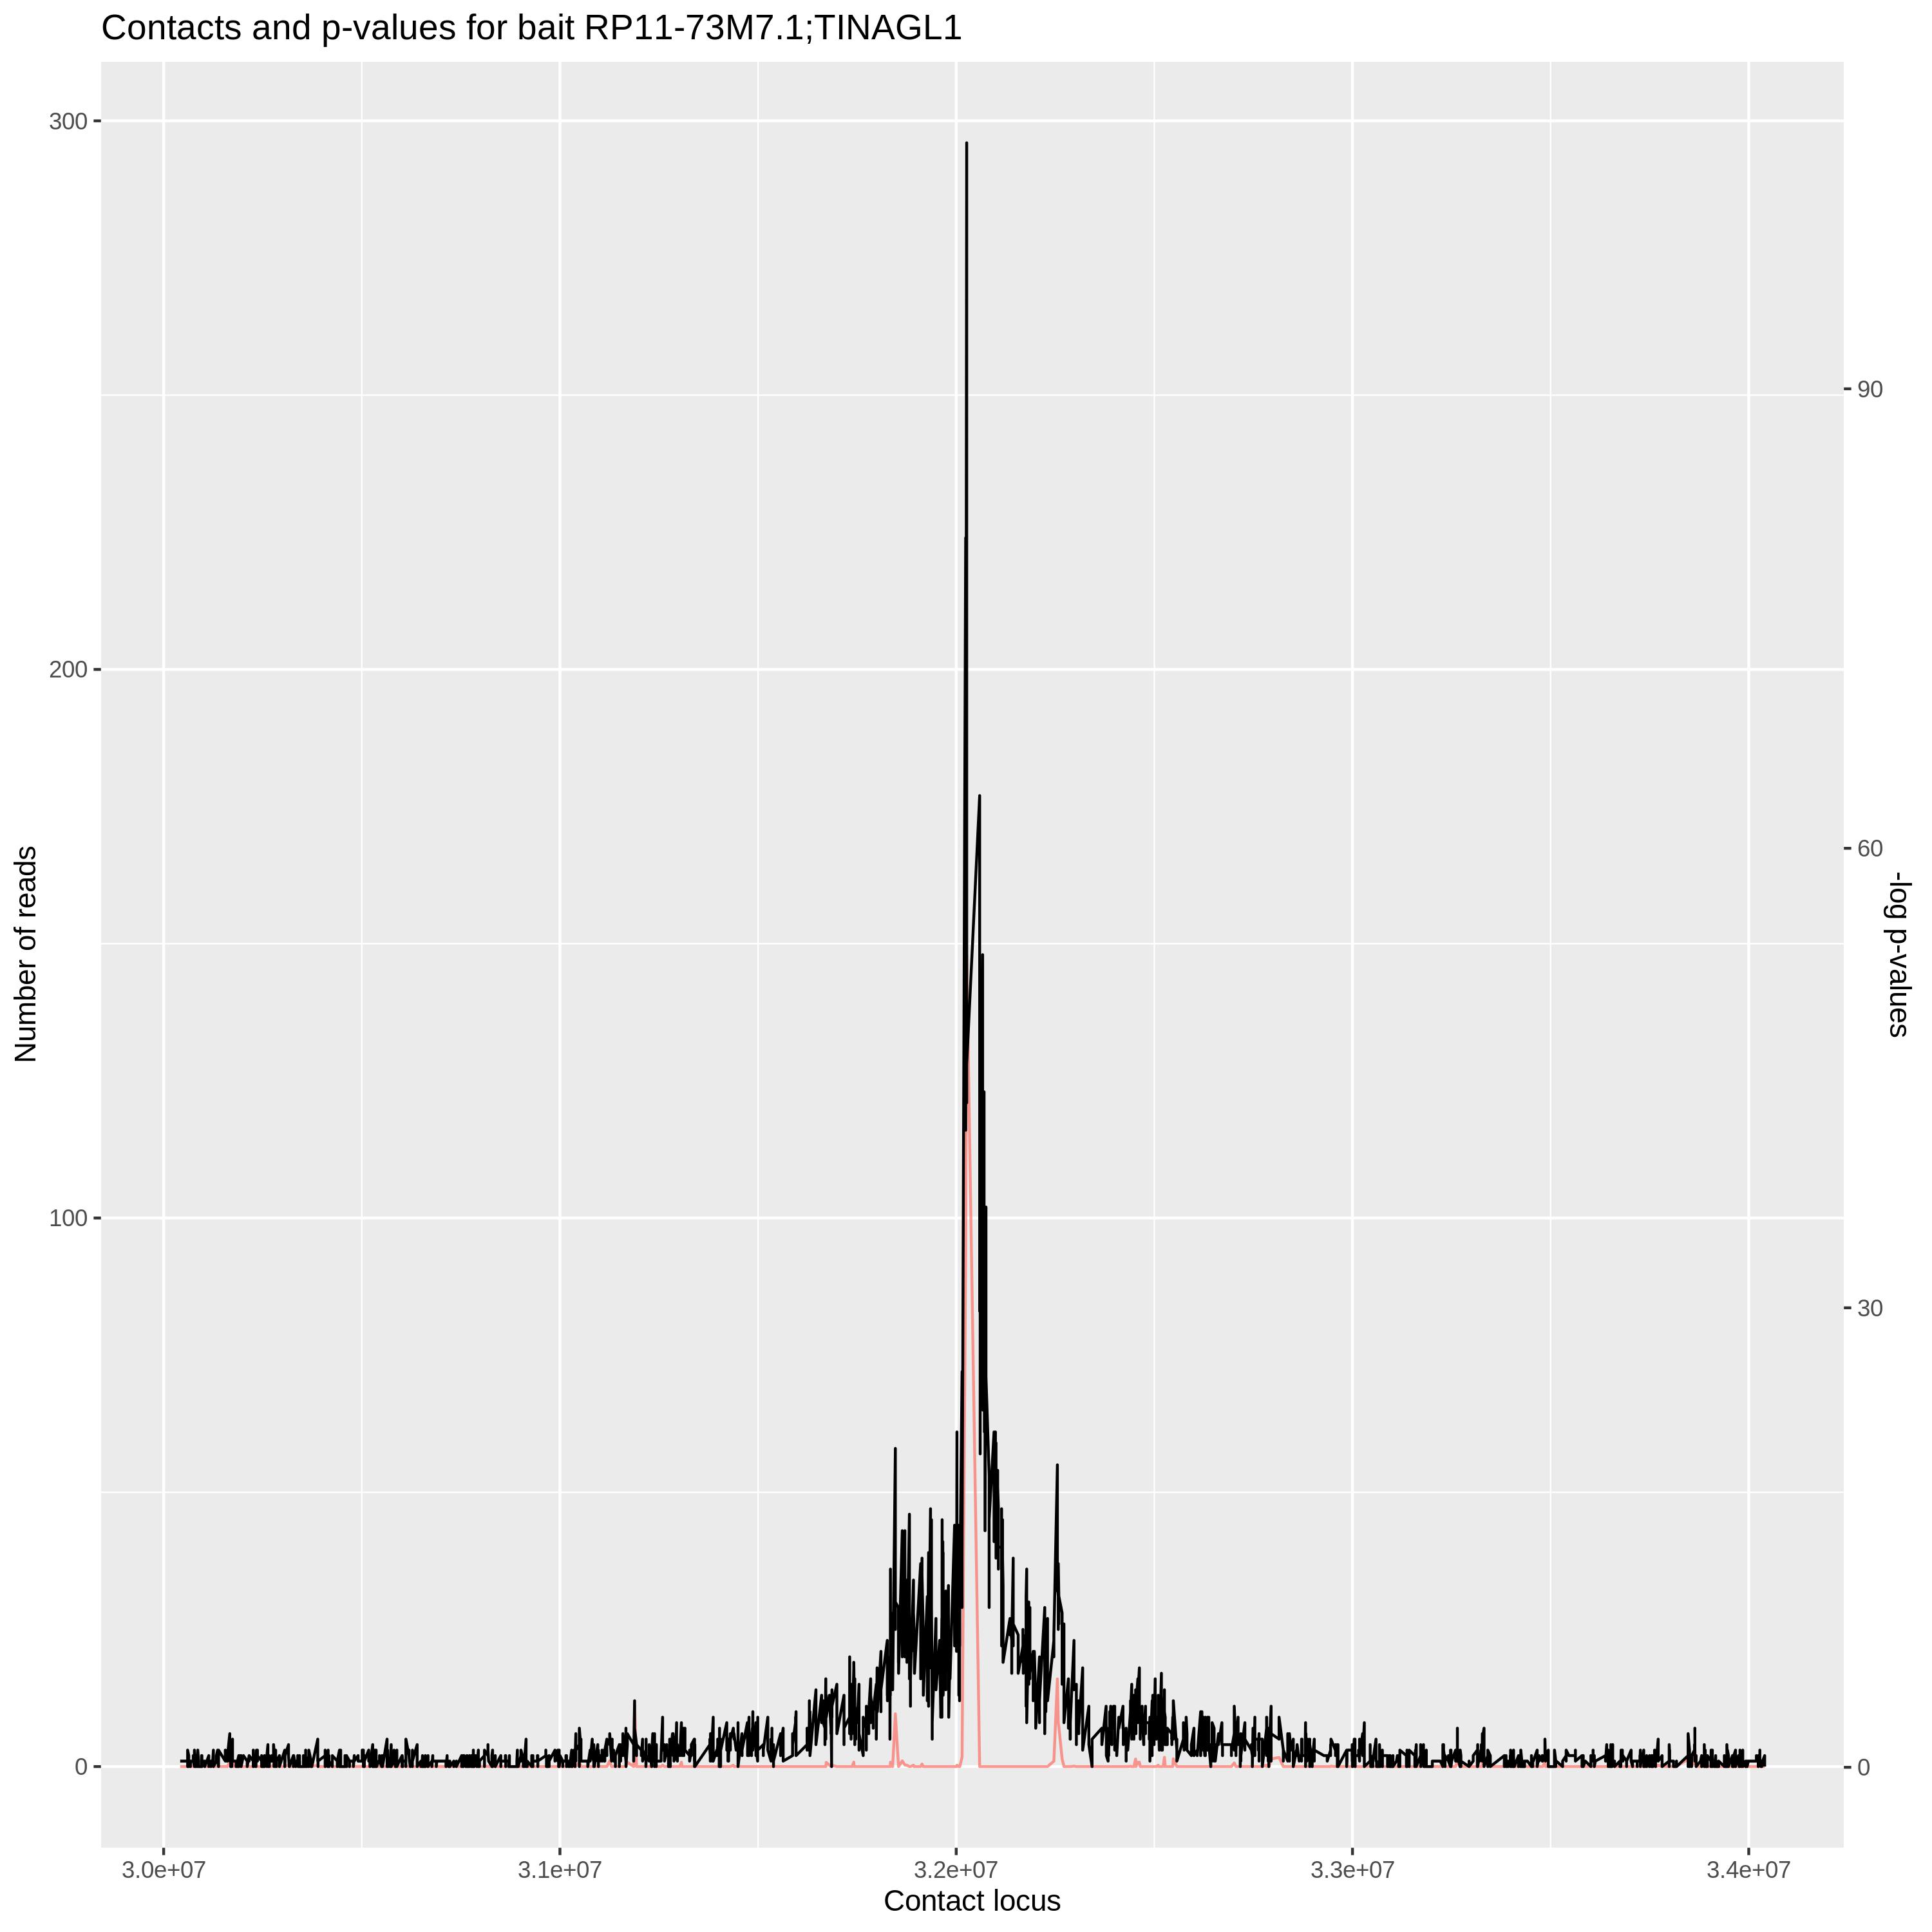 Contacts and p-values for bait RP11-73M7.1;TINAGL1
300
200
100
0
Number of reads
90
60
30
0
-log p-values
3.0e+07 3.1e+07 3.2e+07 3.3e+07 3.4e+07
Contact locus